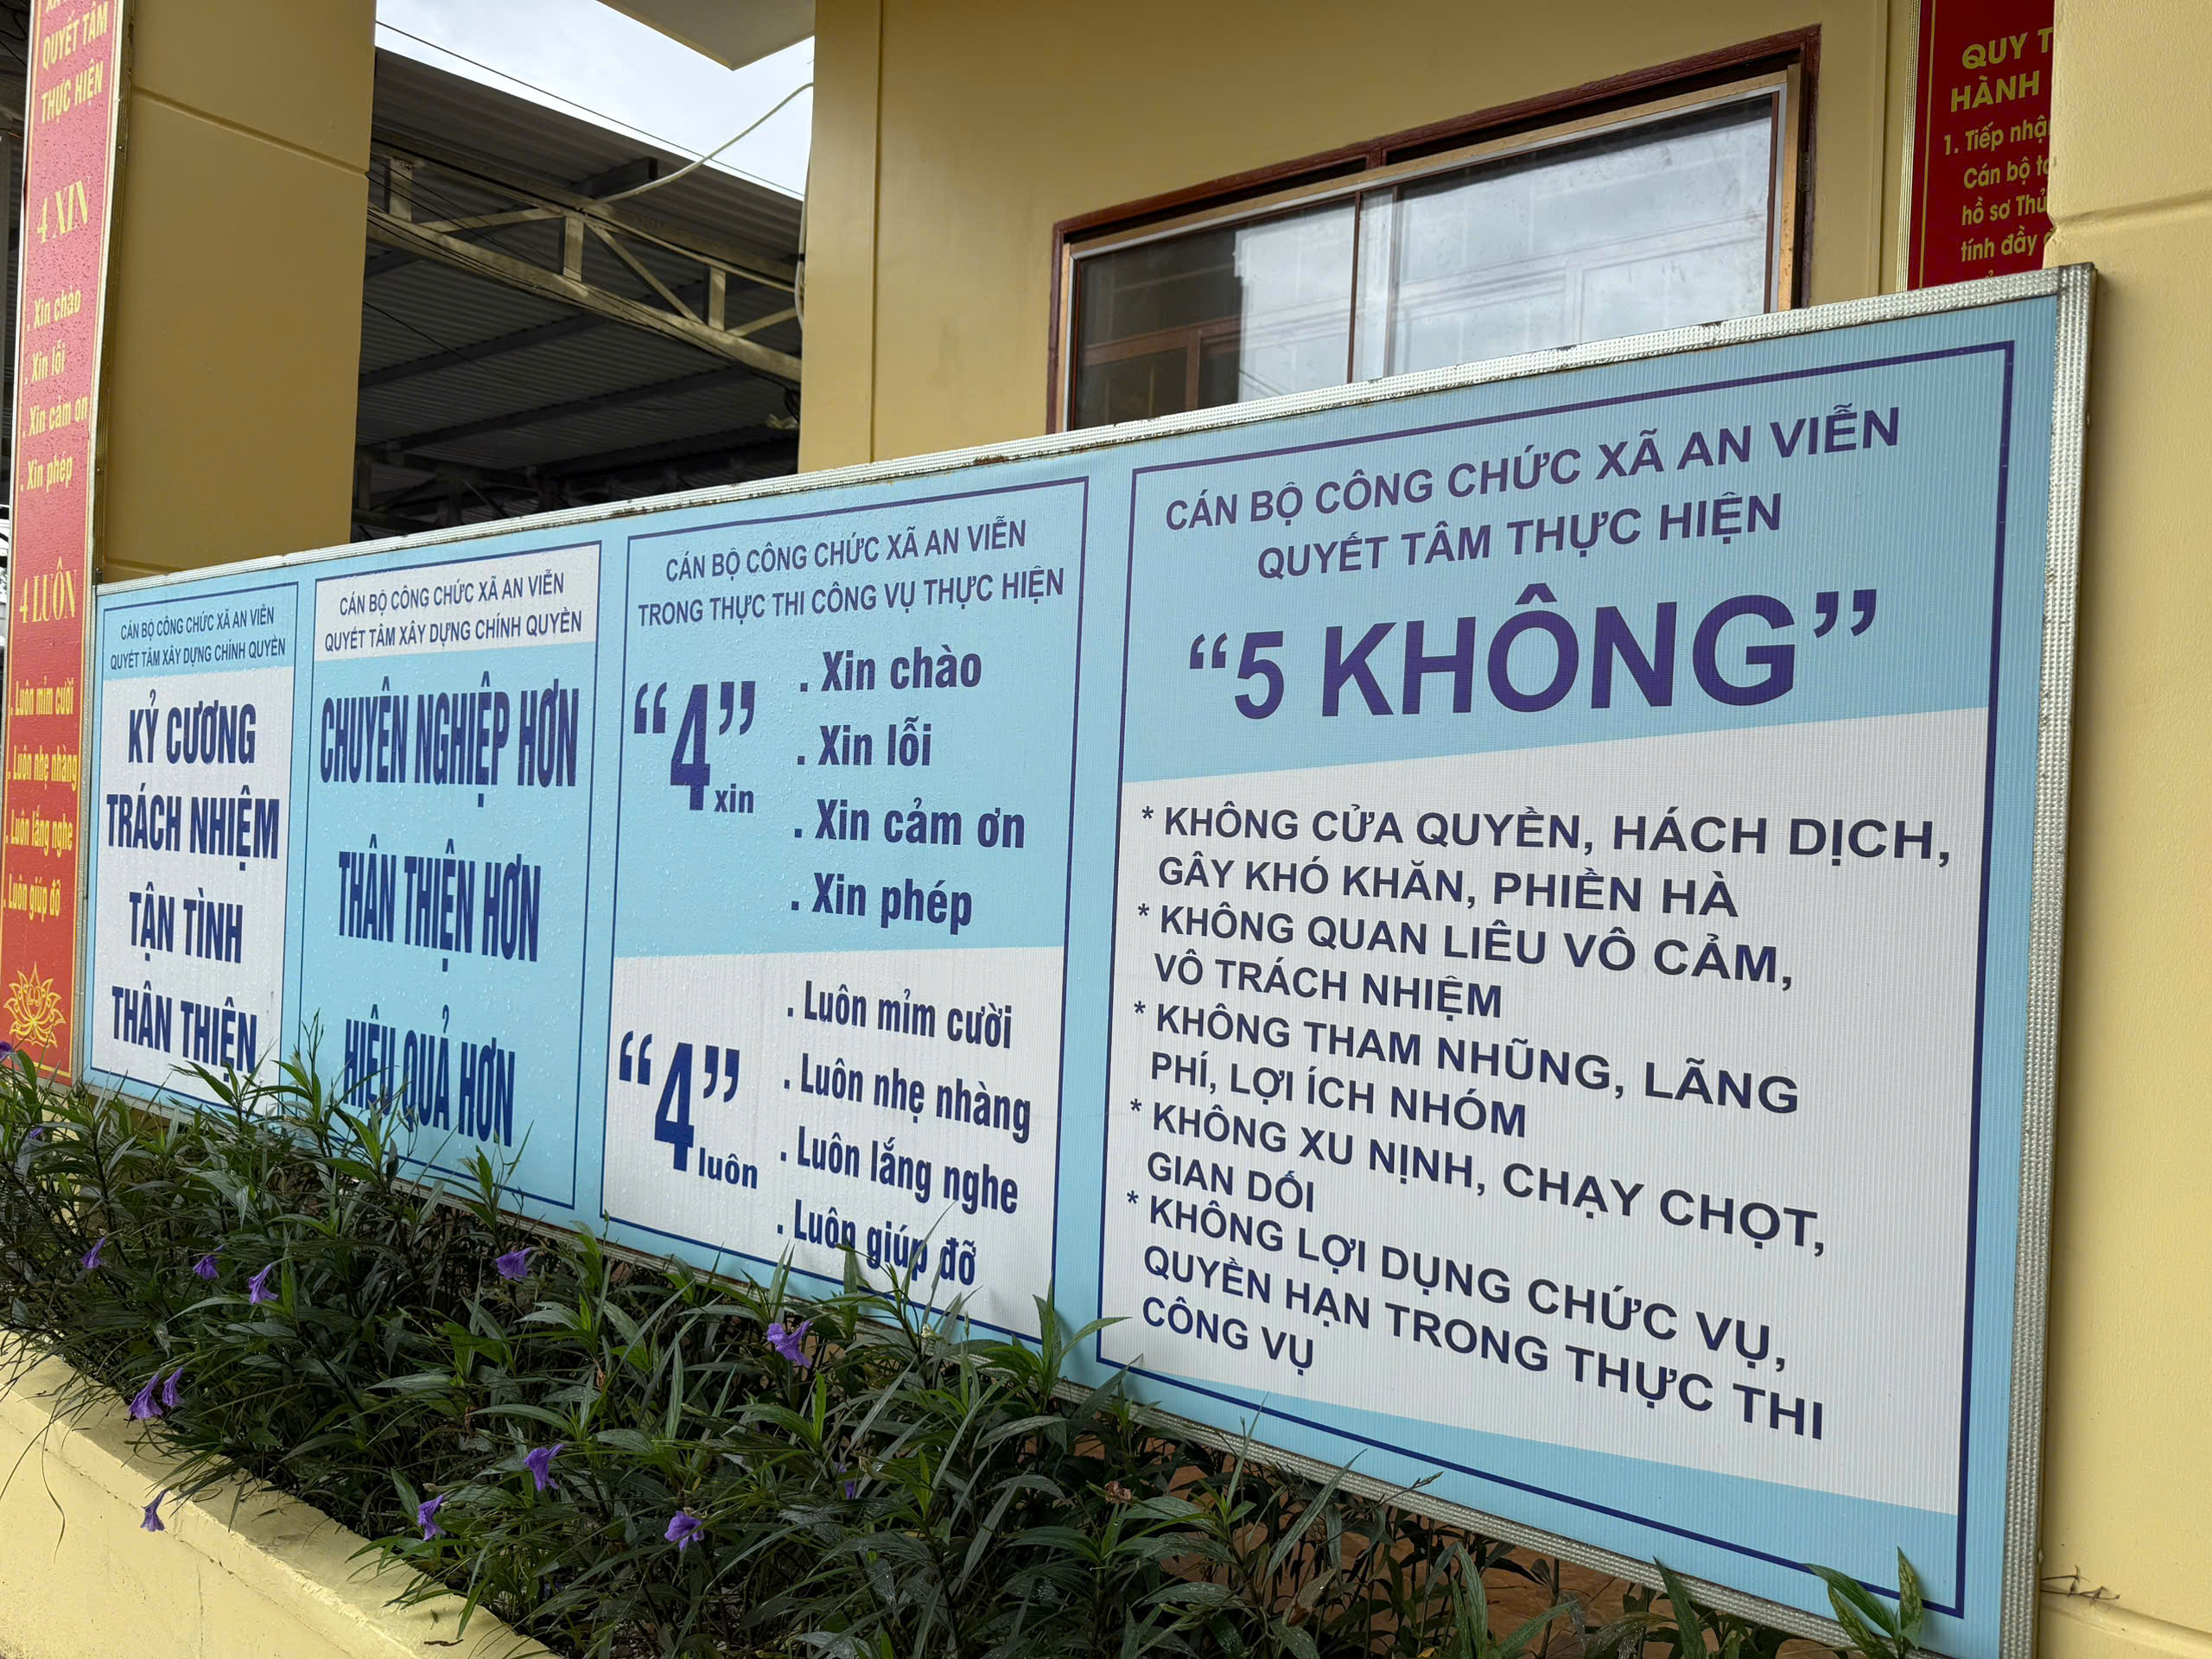 QUYẾT TÂM
THỰC HIỆN
4 XIN
. Xin chào
. Xin lỗi
. Xin cảm ơn
. Xin phép
4 LUÔN
. Luôn mỉm cười
. Luôn nhẹ nhàng
. Luôn lắng nghe
. Luôn giúp đỡ
CÁN BỘ CÔNG CHỨC XÃ AN VIỄN
QUYẾT TÂM XÂY DỰNG CHÍNH QUYỀN
KỶ CƯƠNG
TRÁCH NHIỆM
TẬN TÌNH
THÂN THIỆN
CÁN BỘ CÔNG CHỨC XÃ AN VIỄN
QUYẾT TÂM XÂY DỰNG CHÍNH QUYỀN
CHUYÊN NGHIỆP HƠN
THÂN THIỆN HƠN
HIỆU QUẢ HƠN
CÁN BỘ CÔNG CHỨC XÃ AN VIỄN
TRONG THỰC THI CÔNG VỤ THỰC HIỆN
“4” xin
. Xin chào
. Xin lỗi
. Xin cảm ơn
. Xin phép
“4” luôn
. Luôn mỉm cười
. Luôn nhẹ nhàng
. Luôn lắng nghe
. Luôn giúp đỡ
CÁN BỘ CÔNG CHỨC XÃ AN VIỄN
QUYẾT TÂM THỰC HIỆN
“5 KHÔNG”
* KHÔNG CỬA QUYỀN, HÁCH DỊCH,
GÂY KHÓ KHĂN, PHIỀN HÀ
* KHÔNG QUAN LIÊU VÔ CẢM,
VÔ TRÁCH NHIỆM
* KHÔNG THAM NHŨNG, LÃNG
PHÍ, LỢI ÍCH NHÓM
* KHÔNG XU NỊNH, CHẠY CHỌT,
GIAN DỐI
* KHÔNG LỢI DỤNG CHỨC VỤ,
QUYỀN HẠN TRONG THỰC THI
CÔNG VỤ
QUY T
HÀNH
1. Tiếp nhậ
Cán bộ
hồ sơ Thủ
tính đầy